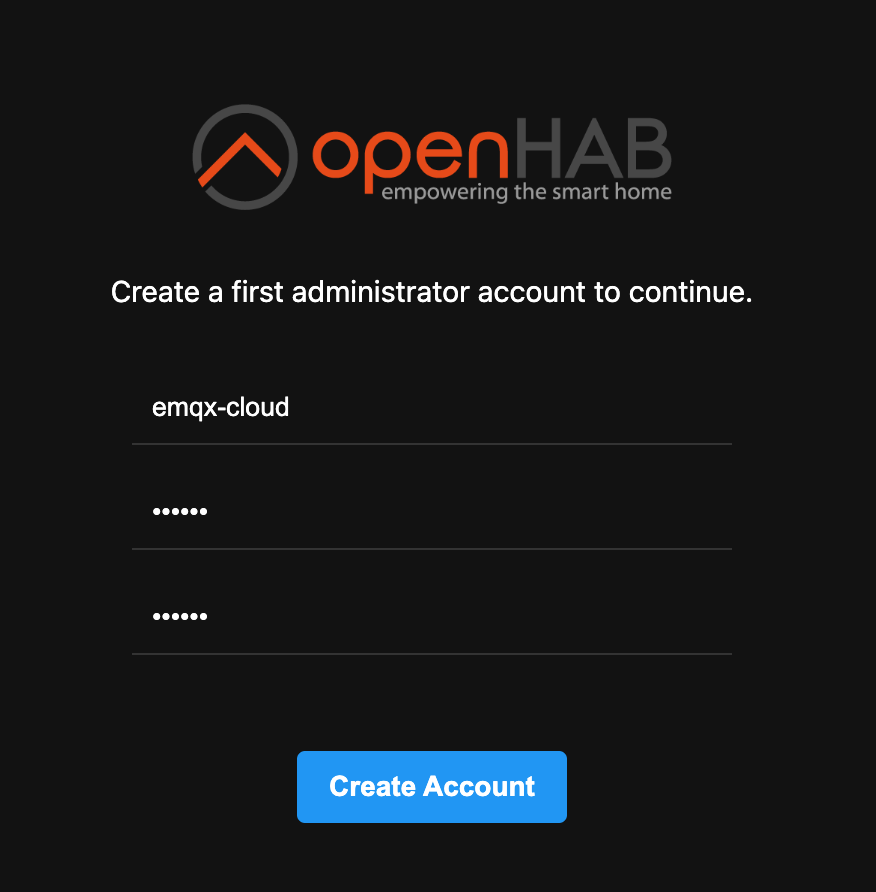 openHAB
empowering the smart home
Create a first administrator account to continue.
emqx-cloud
••••••
••••••
Create Account